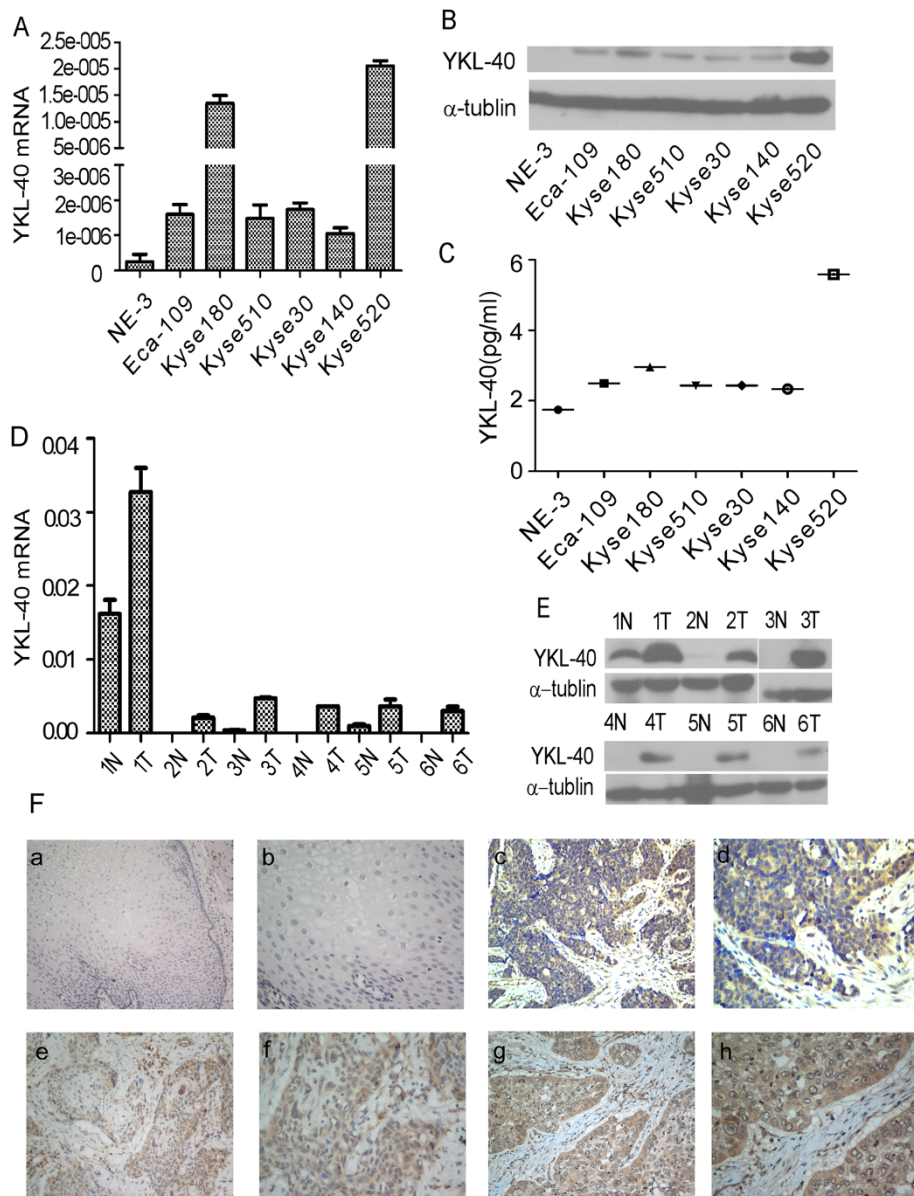 A
YKL-40 mRNA
2.5e-005
2.0e-005
1.5e-005
1.0e-005
5.0e-006
3e-006
2e-006
1e-006
0
NE-3
Eca-109
Kyse180
Kyse510
Kyse30
Kyse140
Kyse520
B
YKL-40
α-tublin
NE-3
Eca-109
Kyse180
Kyse510
Kyse30
Kyse140
Kyse520
C
YKL-40(pg/ml)
6
4
2
0
NE-3
Eca-109
Kyse180
Kyse510
Kyse30
Kyse140
Kyse520
D
YKL-40 mRNA
0.04
0.03
0.02
0.01
0.00
1N
1T
2N
2T
3N
3T
4N
4T
5N
5T
6N
6T
E
1N 1T 2N 2T 3N 3T
YKL-40
α-tublin
4N 4T 5N 5T 6N 6T
YKL-40
α-tublin
F
a b c d
e f g h